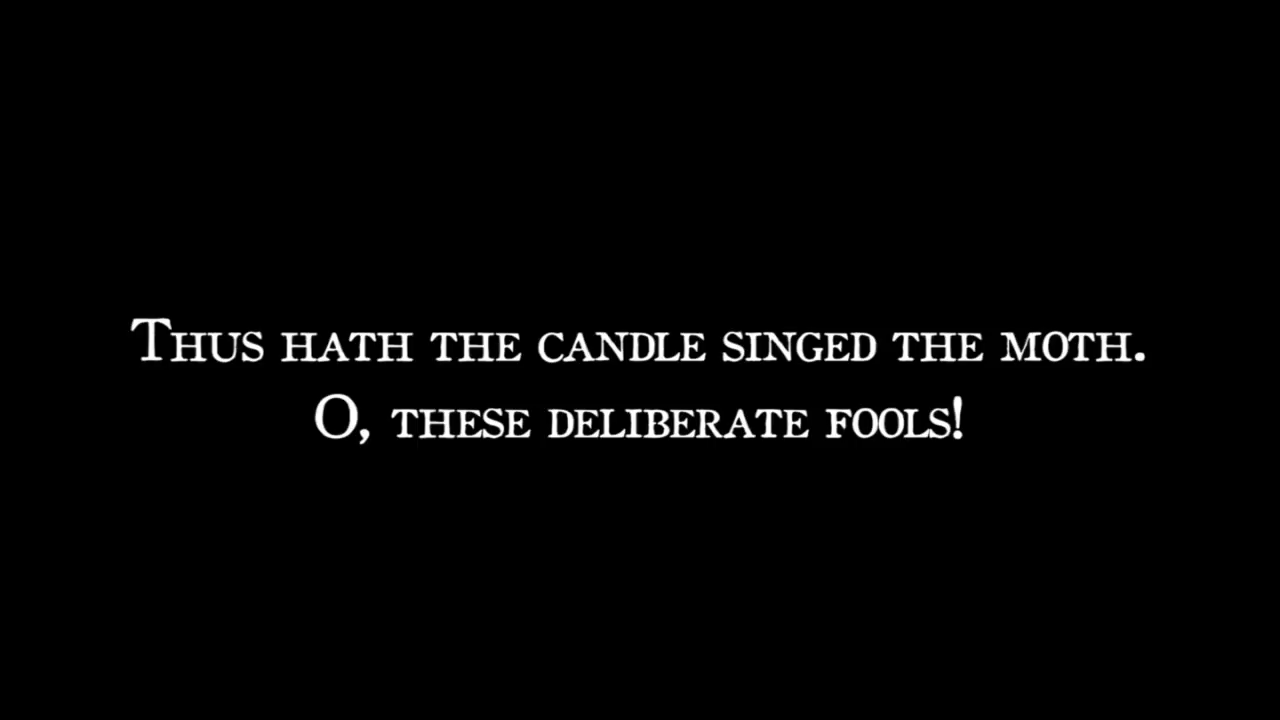 Thus hath the candle singed the moth.
O, these deliberate fools!